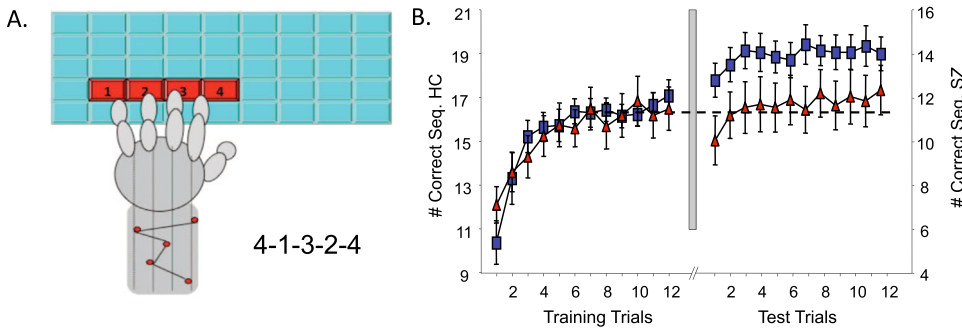 A.
1 2 3 4
4-1-3-2-4
B.
# Correct Seq. HC
21
19
17
15
13
11
9
2 4 6 8 10 12
Training Trials
2 4 6 8 10 12
Test Trials
16
14
12
10
8
6
4
# Correct Seq. SZ